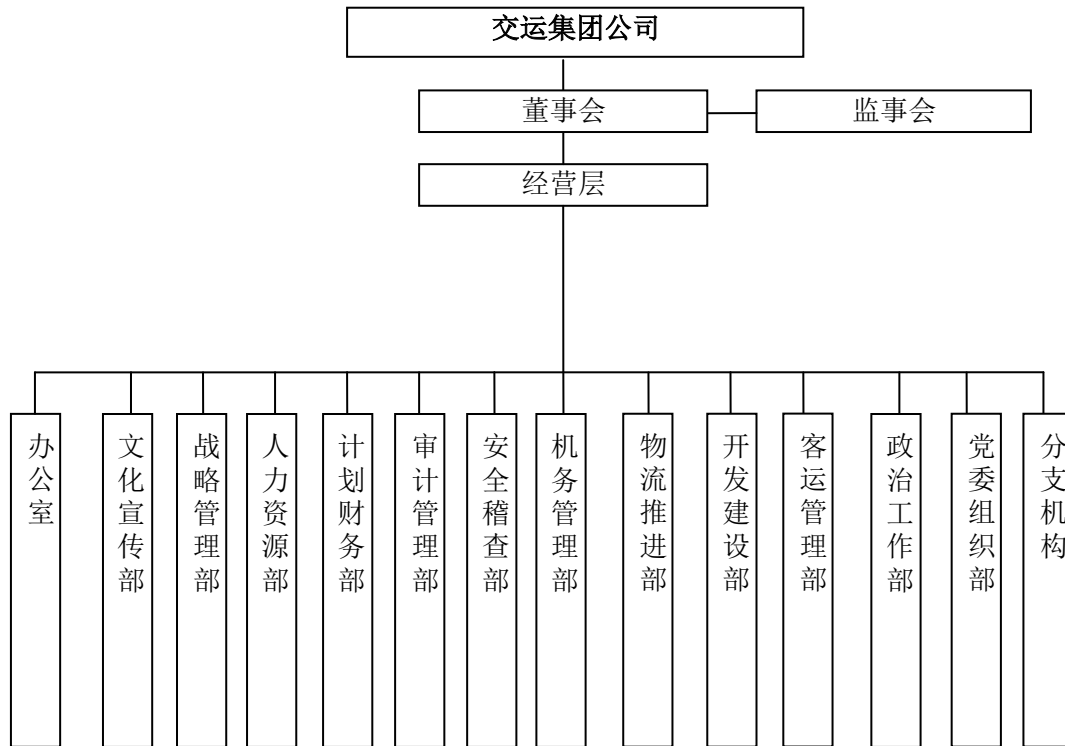 交运集团公司
董事会
监事会
经营层
办公室
文化宣传部
战略管理部
人力资源部
计划财务部
审计管理部
安全稽查部
机务管理部
物流推进部
开发建设部
客运管理部
政治工作部
党委组织部
分支机构